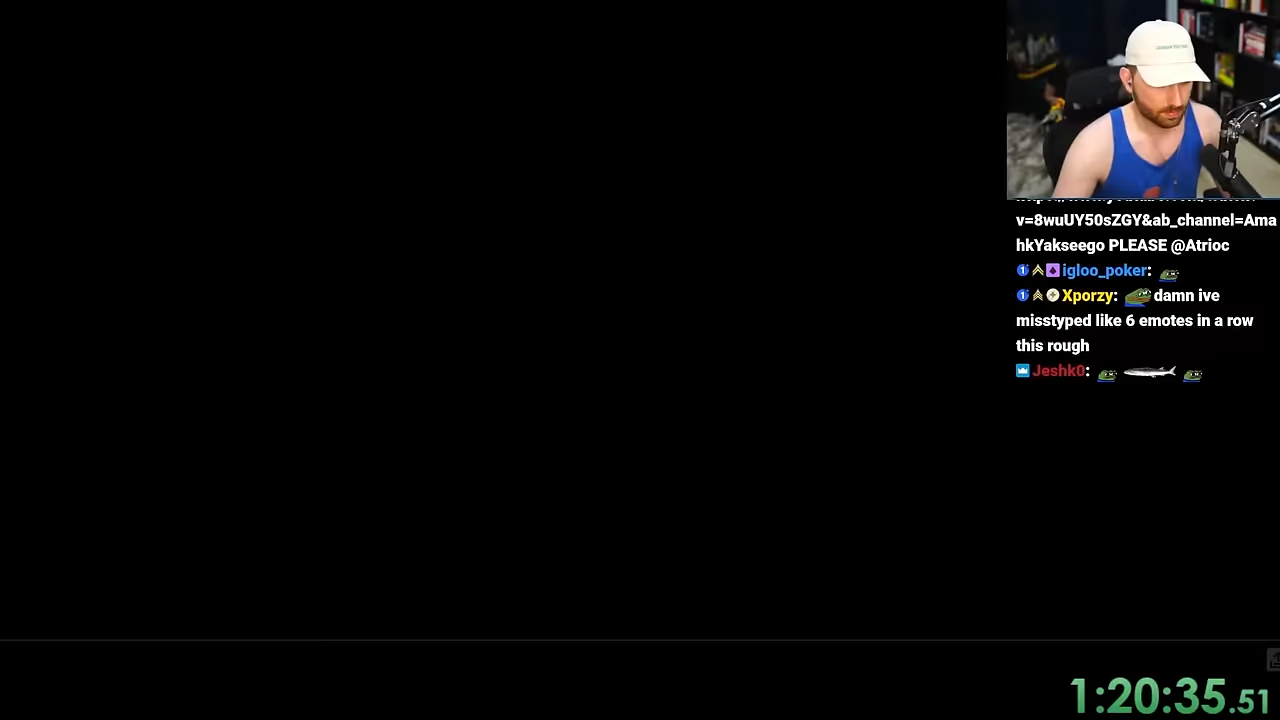 v=8wuUY50sZGY&ab_channel=Ama
hkYakseego PLEASE @Atrioc
igloo_poker:
Xporzy: damn ive
misstyped like 6 emotes in a row
this rough
Jeshk0:
1:20:35.51